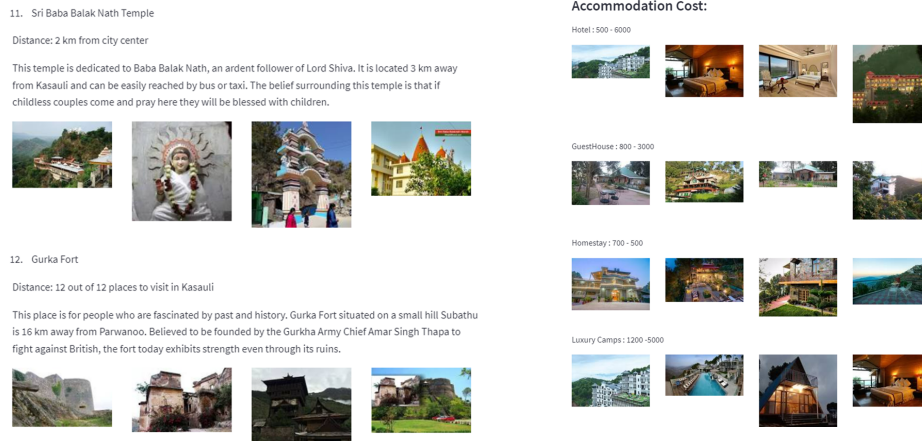 11. Sri Baba Balak Nath Temple
Distance: 2 km from city center
This temple is dedicated to Baba Balak Nath, an ardent follower of Lord Shiva. It is located 3 km away
from Kasauli and can be easily reached by bus or taxi. The belief surrounding this temple is that if
childless couples come and pray here they will be blessed with children.
12. Gurka Fort
Distance: 12 out of 12 places to visit in Kasauli
This place is for people who are fascinated by past and history. Gurka Fort situated on a small hill Subathu
is 16 km away from Parwanoo. Believed to be founded by the Gurkha Army Chief Amar Singh Thapa to
fight against British, the fort today exhibits strength even through its ruins.
Accommodation Cost:
Hotel : 500 - 6000
GuestHouse : 800 - 3000
Homestay : 700 - 500
Luxury Camps : 1200 -5000